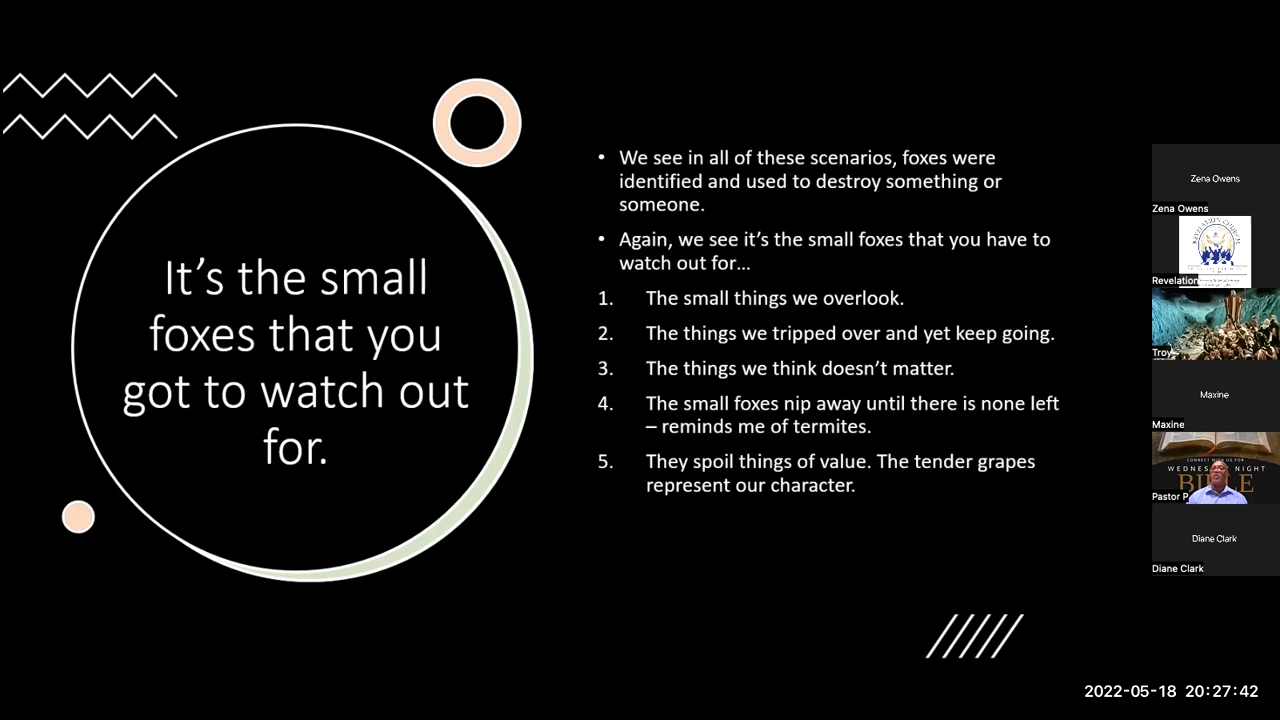 It's the small
foxes that you
got to watch out
for.
• We see in all of these scenarios, foxes were
identified and used to destroy something or
someone.
• Again, we see it's the small foxes that you have to
watch out for...
1. The small things we overlook.
2. The things we tripped over and yet keep going.
3. The things we think doesn't matter.
4. The small foxes nip away until there is none left
– reminds me of termites.
5. They spoil things of value. The tender grapes
represent our character.
Zena Owens
Zena Owens
REVELATION CHURCH
Revelation
Troy
Maxine
Maxine
CONNECT WITH US FOR
WEDNESDAY NIGHT
BIBLE
Pastor P
Diane Clark
Diane Clark
2022-05-18 20:27:42